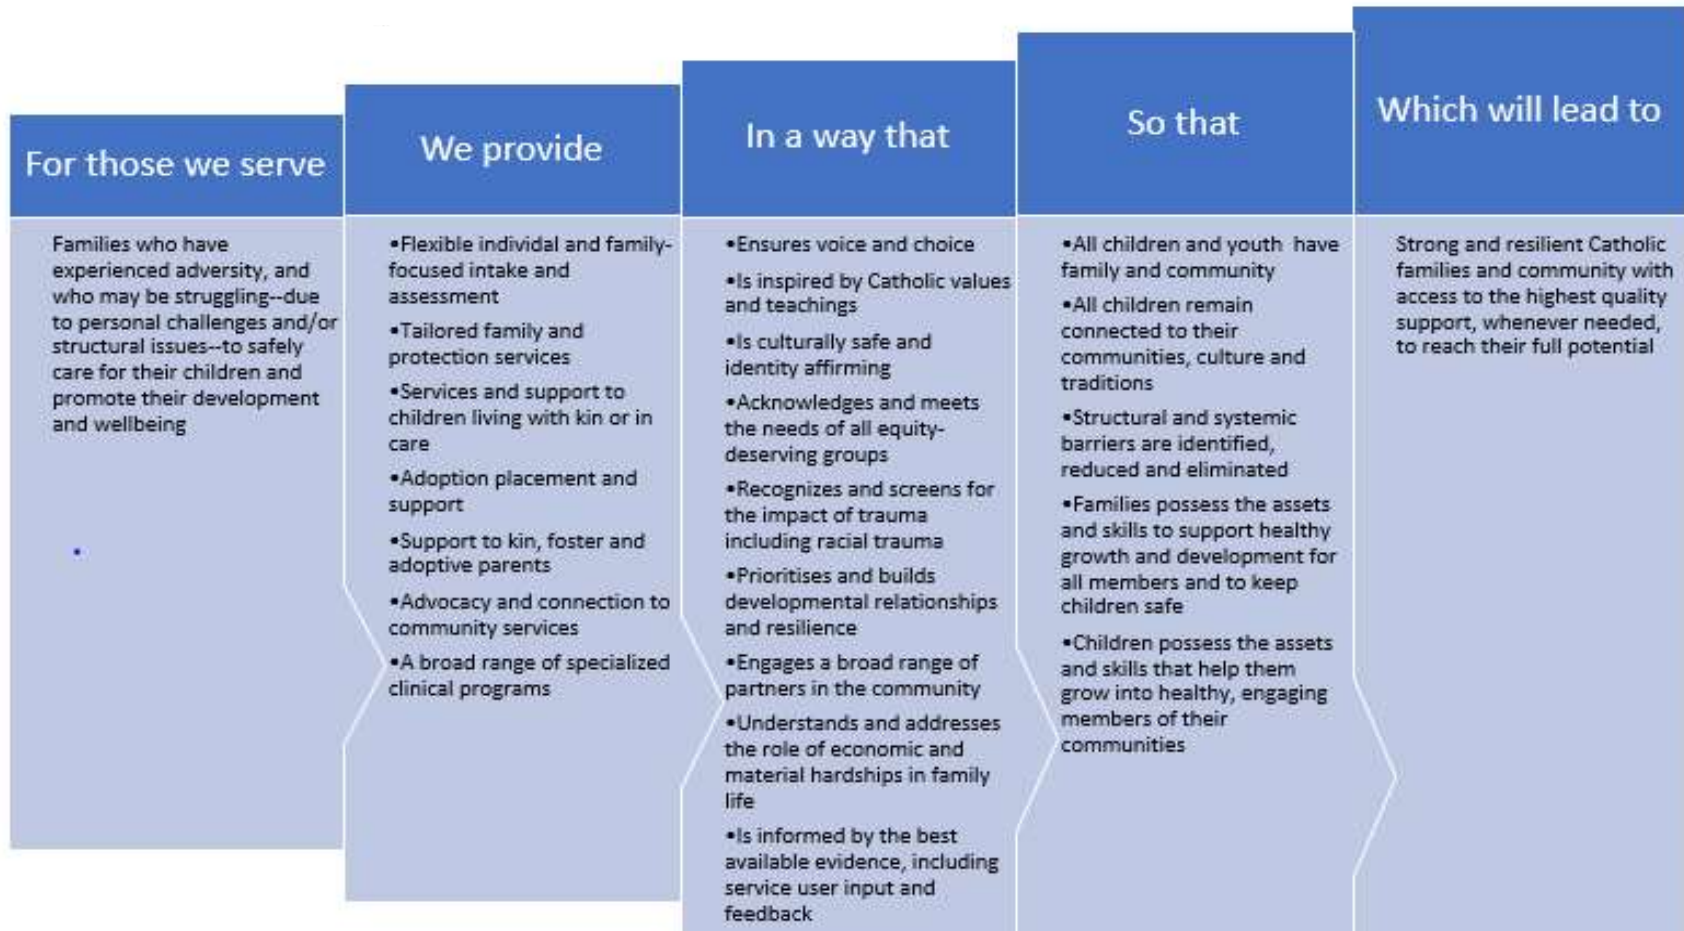 For those we serve
Families who have
experienced adversity, and
who may be struggling--due
to personal challenges and/or
structural issues--to safely
care for their children and
promote their development
and wellbeing
We provide
•Flexible individal and family-
focused intake and
assessment
•Tailored family and
protection services
•Services and support to
children living with kin or in
care
•Adoption placement and
support
•Support to kin, foster and
adoptive parents
•Advocacy and connection to
community services
•A broad range of specialized
clinical programs
In a way that
•Ensures voice and choice
•Is inspired by Catholic values
and teachings
•Is culturally safe and
identity affirming
•Acknowledges and meets
the needs of all equity-
deserving groups
•Recognizes and screens for
the impact of trauma
including racial trauma
•Prioritises and builds
developmental relationships
and resilience
•Engages a broad range of
partners in the community
•Understands and addresses
the role of economic and
material hardships in family
life
•Is informed by the best
available evidence, including
service user input and
feedback
So that
•All children and youth  have
family and community
•All children remain
connected to their
communities, culture and
traditions
•Structural and systemic
barriers are identified,
reduced and eliminated
•Families possess the assets
and skills to support healthy
growth and development for
all members and to keep
children safe
•Children possess the assets
and skills that help them
grow into healthy, engaging
members of their
communities
Which will lead to
Strong and resilient Catholic
families and community with
access to the highest quality
support, whenever needed,
to reach their full potential